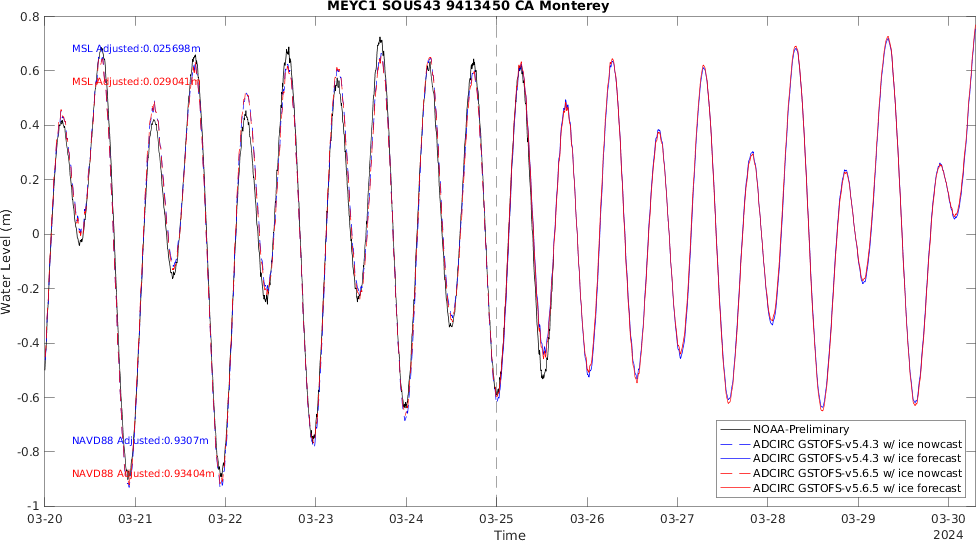 MEYC1 SOUS43 9413450 CA Monterey
0.8
0.6
0.4
0.2
0
-0.2
-0.4
-0.6
-0.8
-1
Water Level (m)
MSL Adjusted:0.025698m
MSL Adjusted:0.029041m
NAVD88 Adjusted:0.9307m
NAVD88 Adjusted:0.93404m
NOAA-Preliminary
ADCIRC GSTOFS-v5.4.3 w/ ice nowcast
ADCIRC GSTOFS-v5.4.3 w/ ice forecast
ADCIRC GSTOFS-v5.6.5 w/ ice nowcast
ADCIRC GSTOFS-v5.6.5 w/ ice forecast
03-20 03-21 03-22 03-23 03-24 03-25 03-26 03-27 03-28 03-29 03-30
Time
2024